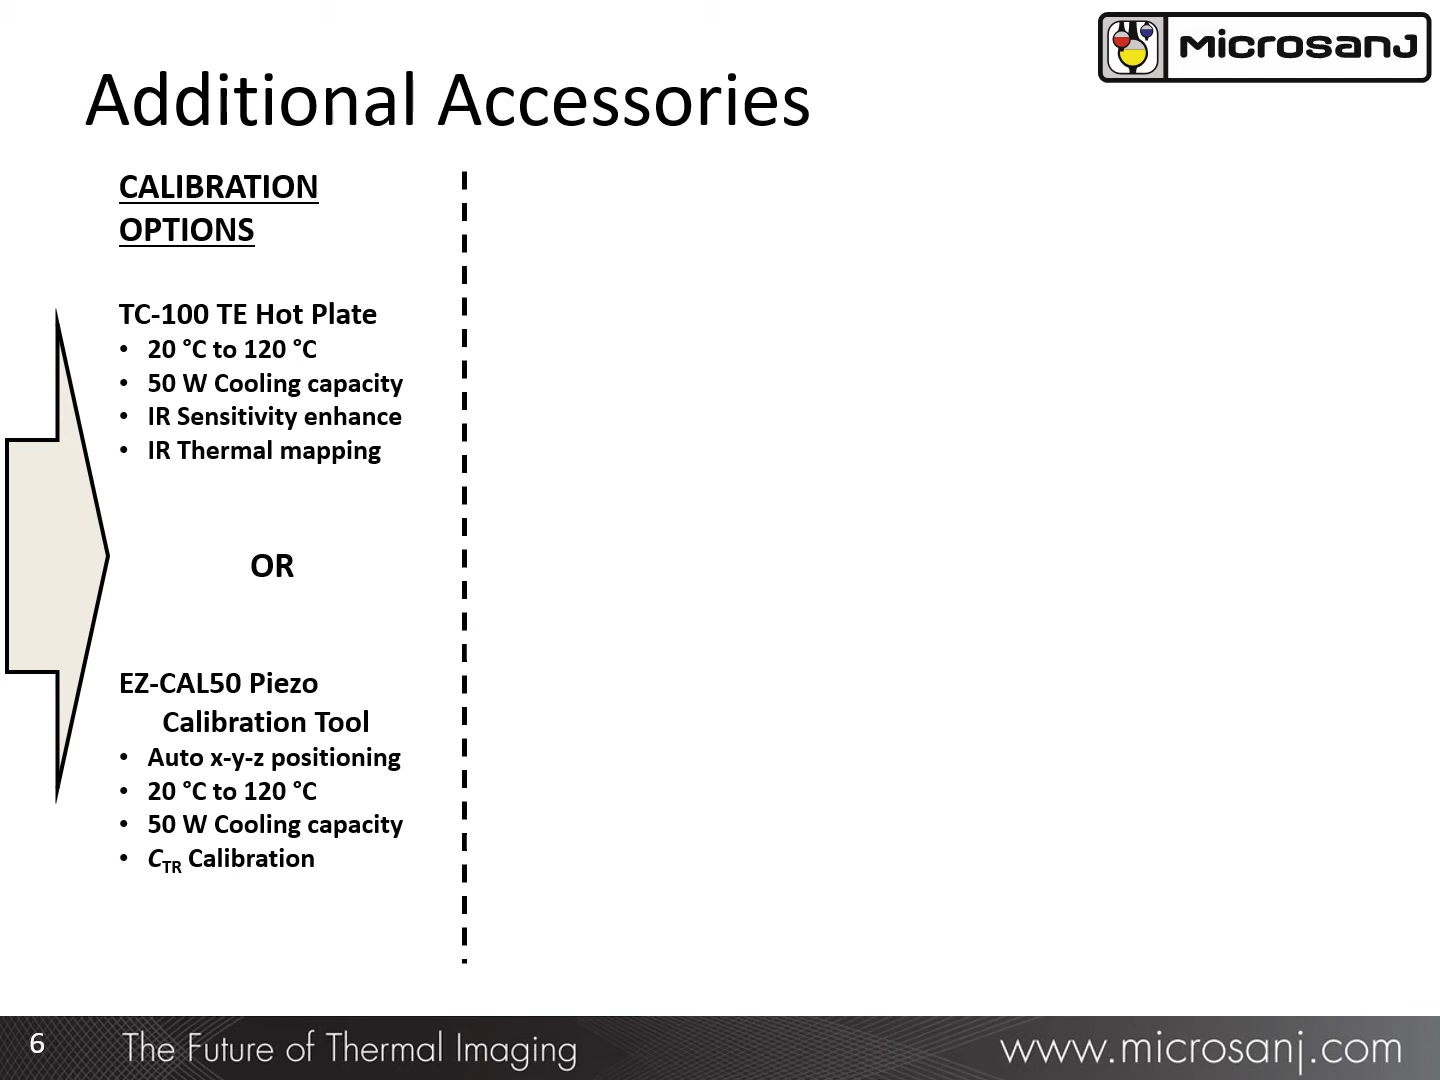 Microsanj
Additional Accessories
CALIBRATION
OPTIONS
TC-100 TE Hot Plate
• 20 °C to 120 °C
• 50 W Cooling capacity
• IR Sensitivity enhance
• IR Thermal mapping
OR
EZ-CAL50 Piezo
Calibration Tool
• Auto x-y-z positioning
• 20 °C to 120 °C
• 50 W Cooling capacity
• CTR Calibration
6 The Future of Thermal Imaging www.microsanj.com